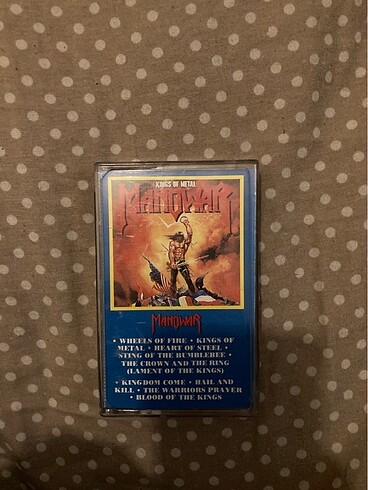 KINGS OF METAL
MANOWAR
MANOWAR
• WHEELS OF FIRE • KINGS OF
METAL • HEART OF STEEL •
STING OF THE BUMBLEBEE •
THE CROWN AND THE RING
(LAMENT OF THE KINGS)
• KINGDOM COME • HAIL AND
KILL • THE WARRIORS PRAYER
• BLOOD OF THE KINGS